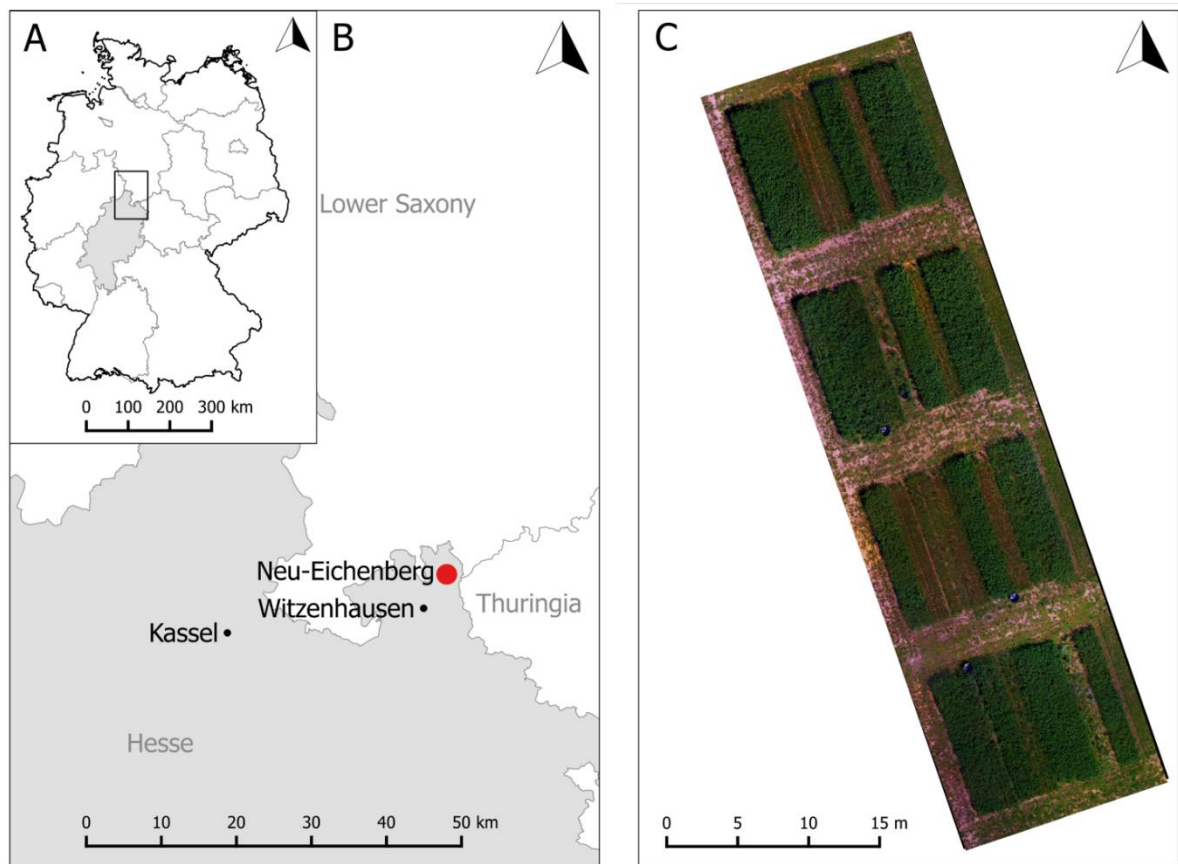 A
0 100 200 300 km
B
Lower Saxony
Neu-Eichenberg
Witzenhausen
Thuringia
Kassel
Hesse
0 10 20 30 40 50 km
C
0 5 10 15 m